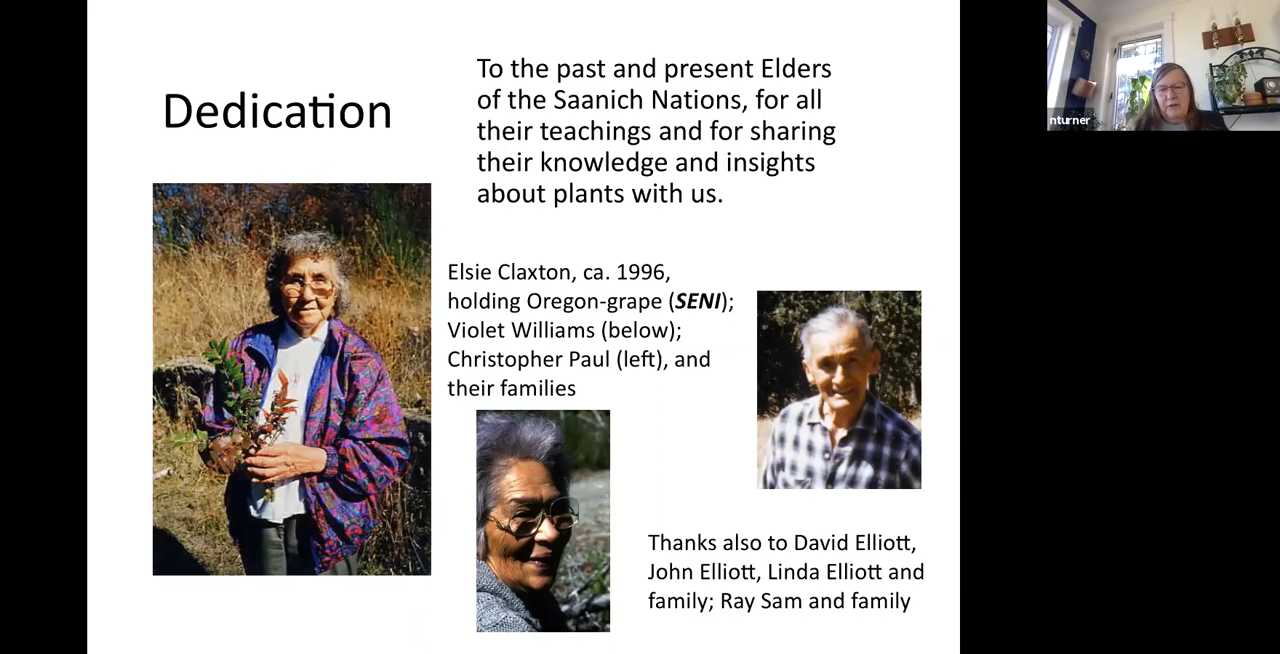 Dedication
To the past and present Elders
of the Saanich Nations, for all
their teachings and for sharing
their knowledge and insights
about plants with us.
Elsie Claxton, ca. 1996,
holding Oregon-grape (SENI);
Violet Williams (below);
Christopher Paul (left), and
their families
Thanks also to David Elliott,
John Elliott, Linda Elliott and
family; Ray Sam and family
nturner